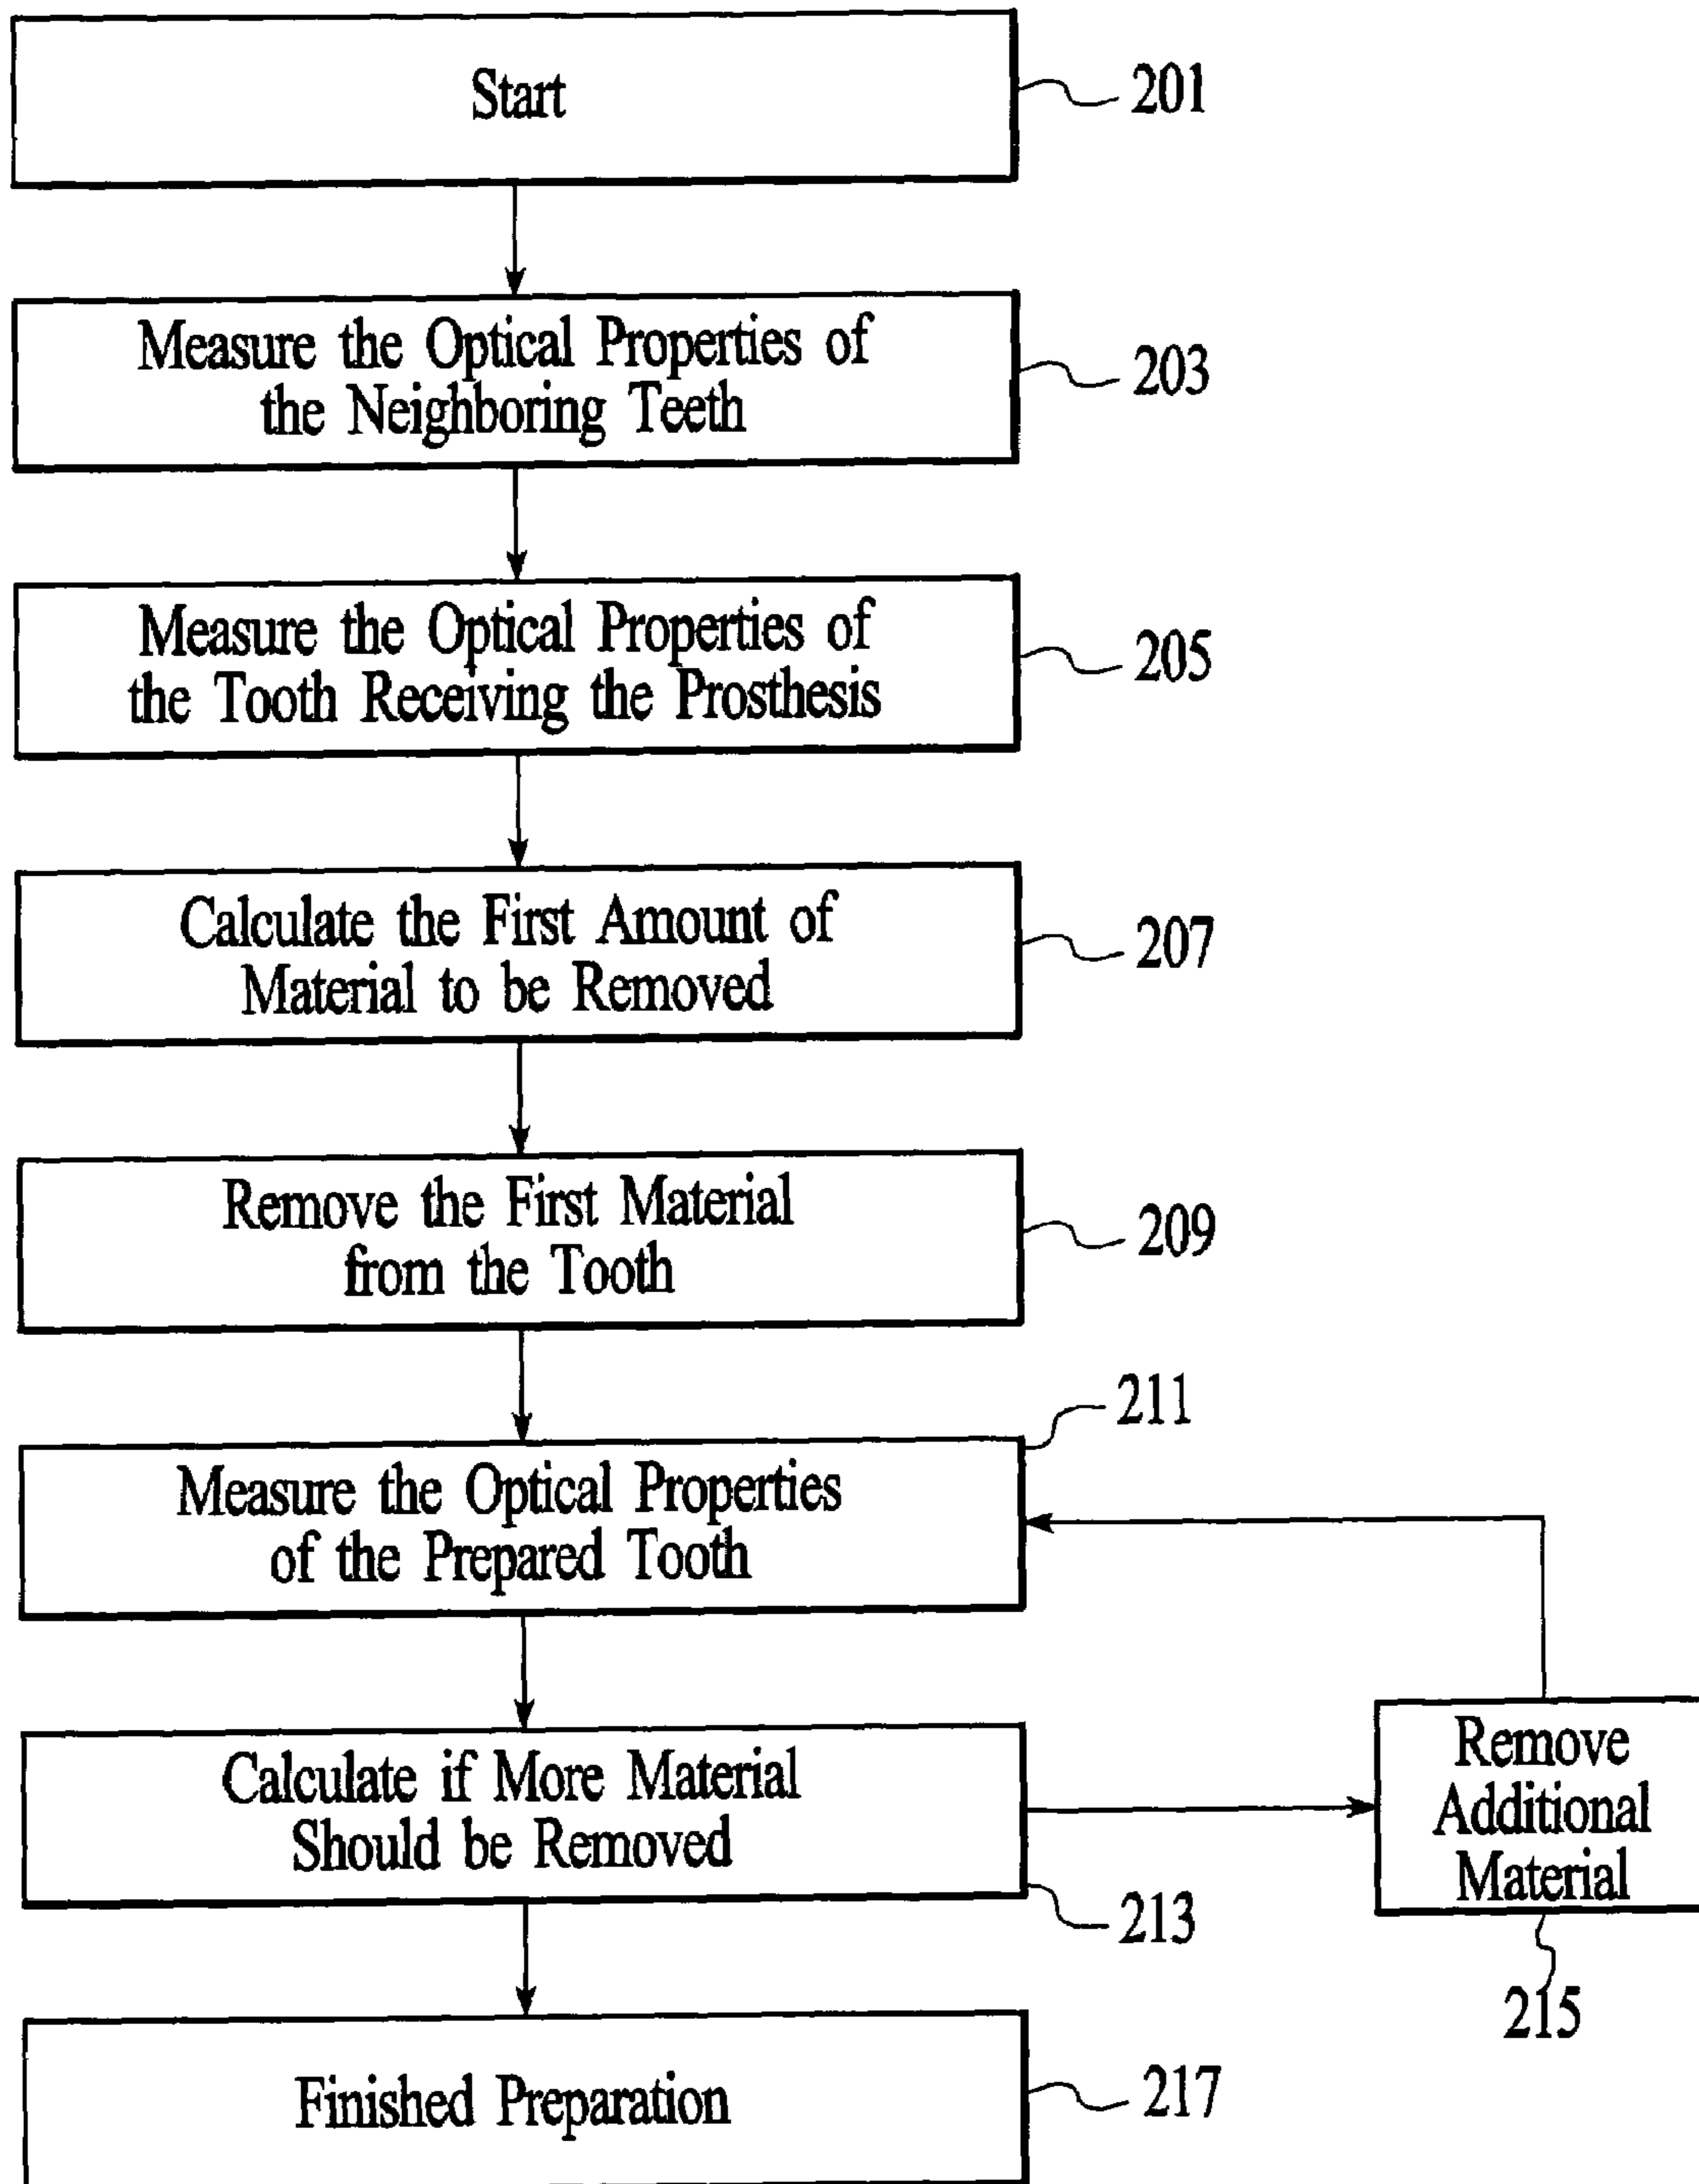 Start
201
Measure the Optical Properties of
the Neighboring Teeth
203
Measure the Optical Properties of
the Tooth Receiving the Prosthesis
205
Calculate the First Amount of
Material to be Removed
207
Remove the First Material
from the Tooth
209
211
Measure the Optical Properties
of the Prepared Tooth
Calculate if More Material
Should be Removed
213
Remove
Additional
Material
215
Finished Preparation
217